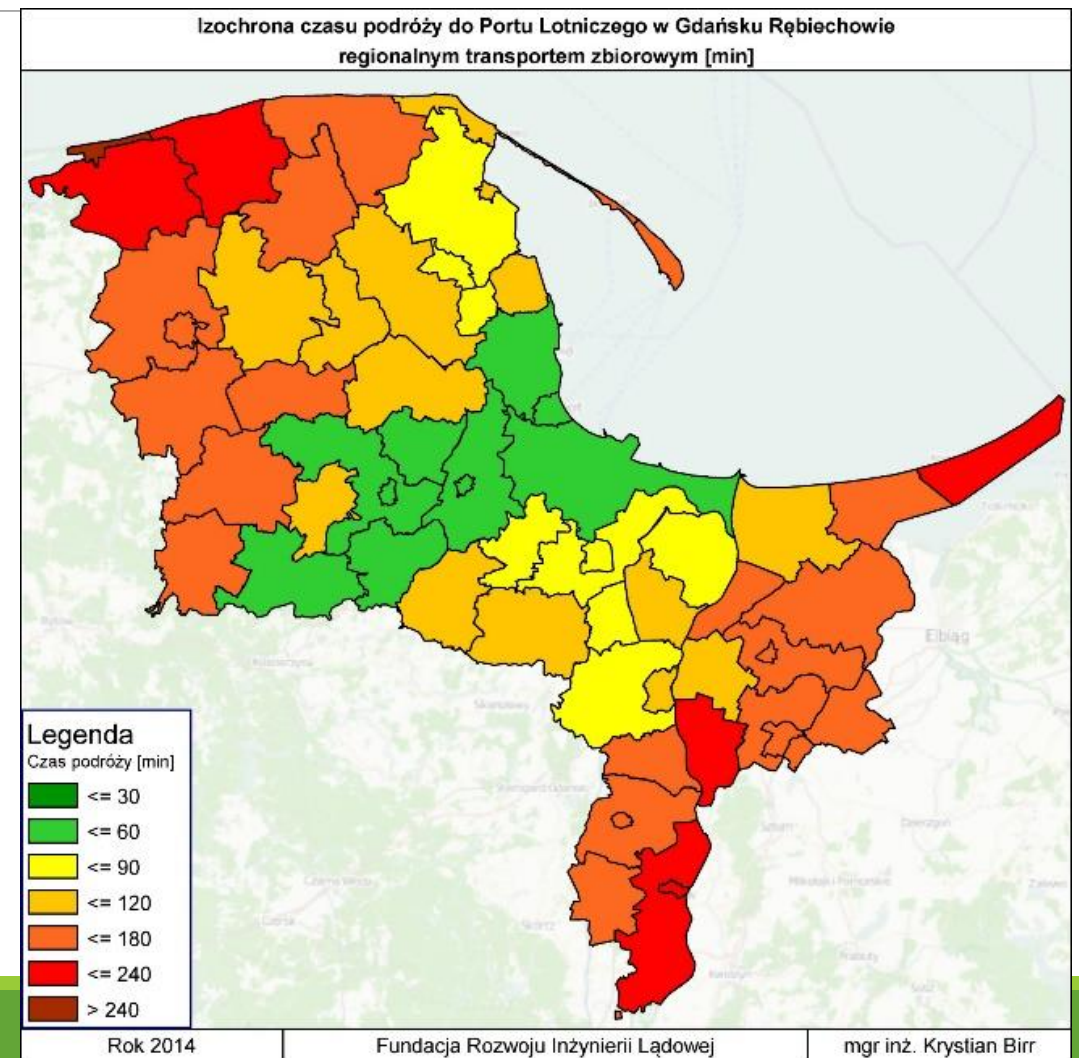 Izochrona czasu podróży do Portu Lotniczego w Gdańsku Rębiechowie
regionalnym transportem zbiorowym [min]
Elbląg
Legenda
Czas podróży [min]
<= 30
<= 60
<= 90
<= 120
<= 180
<= 240
> 240
Rok 2014
Fundacja Rozwoju Inżynierii Lądowej
mgr inż. Krystian Birr